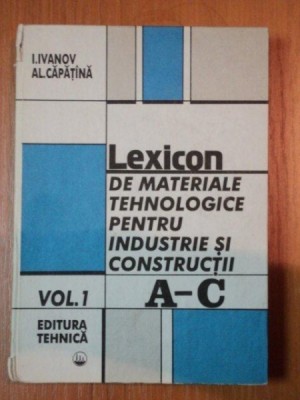 I.IVANOV
AL.CĂPĂȚÎNĂ
Lexicon
DE MATERIALE
TEHNOLOGICE
PENTRU
INDUSTRIE ȘI
CONSTRUCȚII
VOL.1
A-C
EDITURA
TEHNICĂ